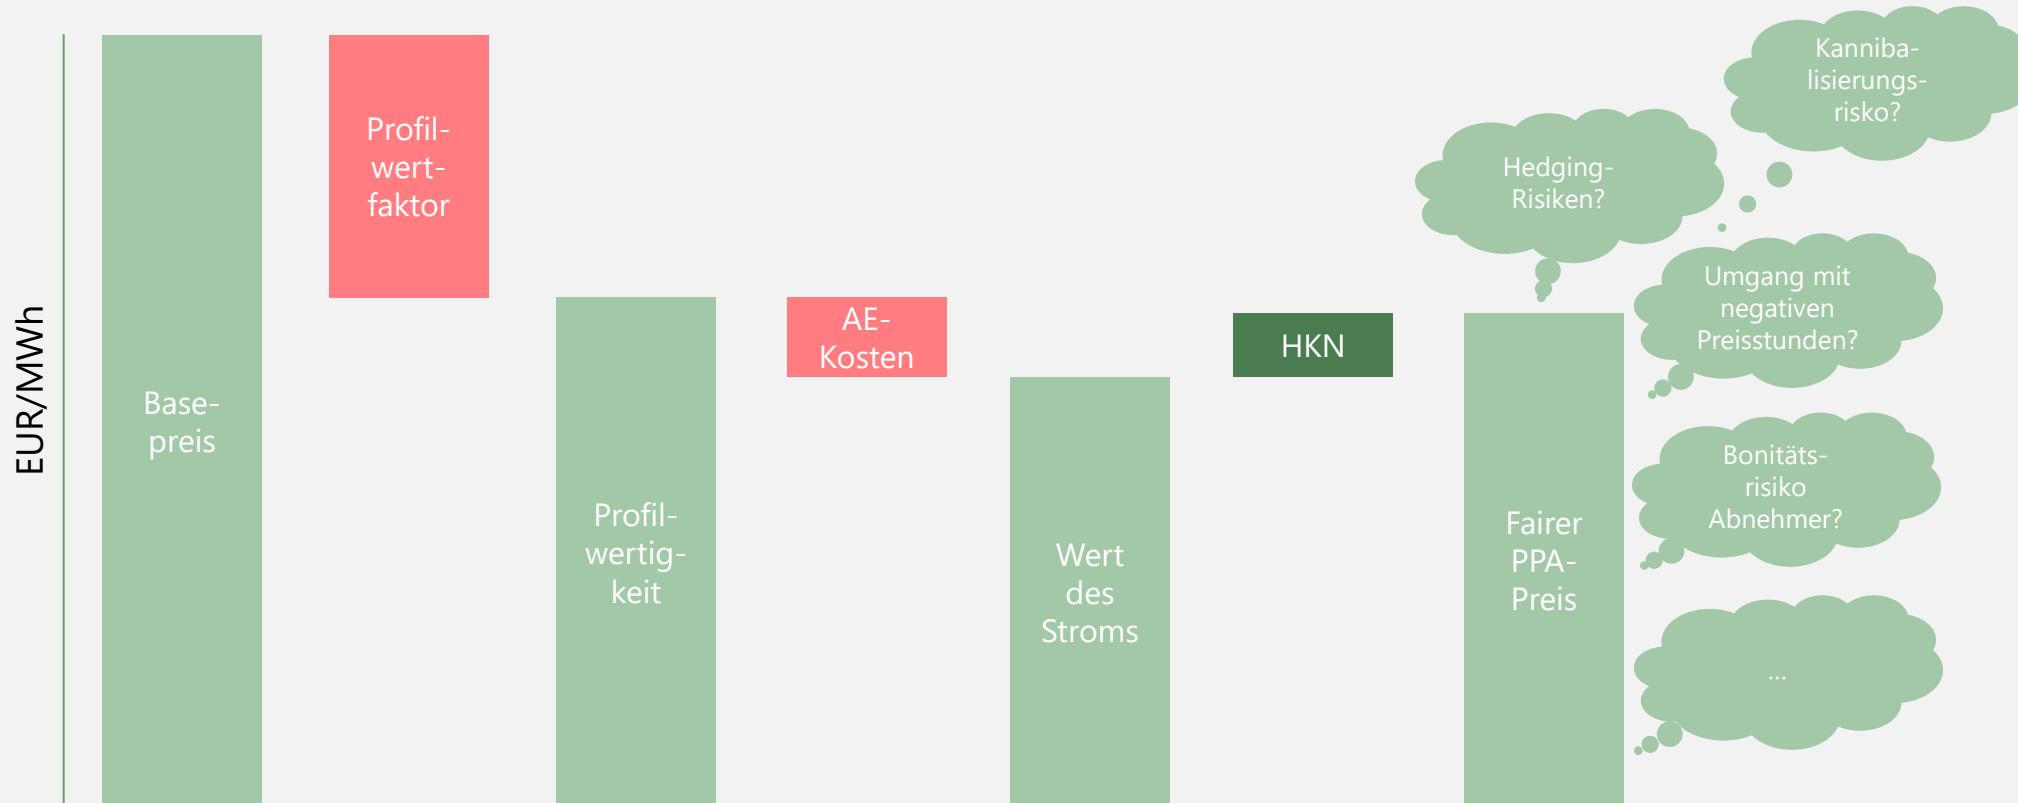 EUR/MWh
Base-
preis
Profil-
wert-
faktor
Profil-
wertig-
keit
AE-
Kosten
Wert
des
Stroms
HKN
Fairer
PPA-
Preis
Hedging-
Risiken?
Kanniba-
lisierungs-
risko?
Umgang mit
negativen
Preisstunden?
Bonitäts-
risiko
Abnehmer?
...